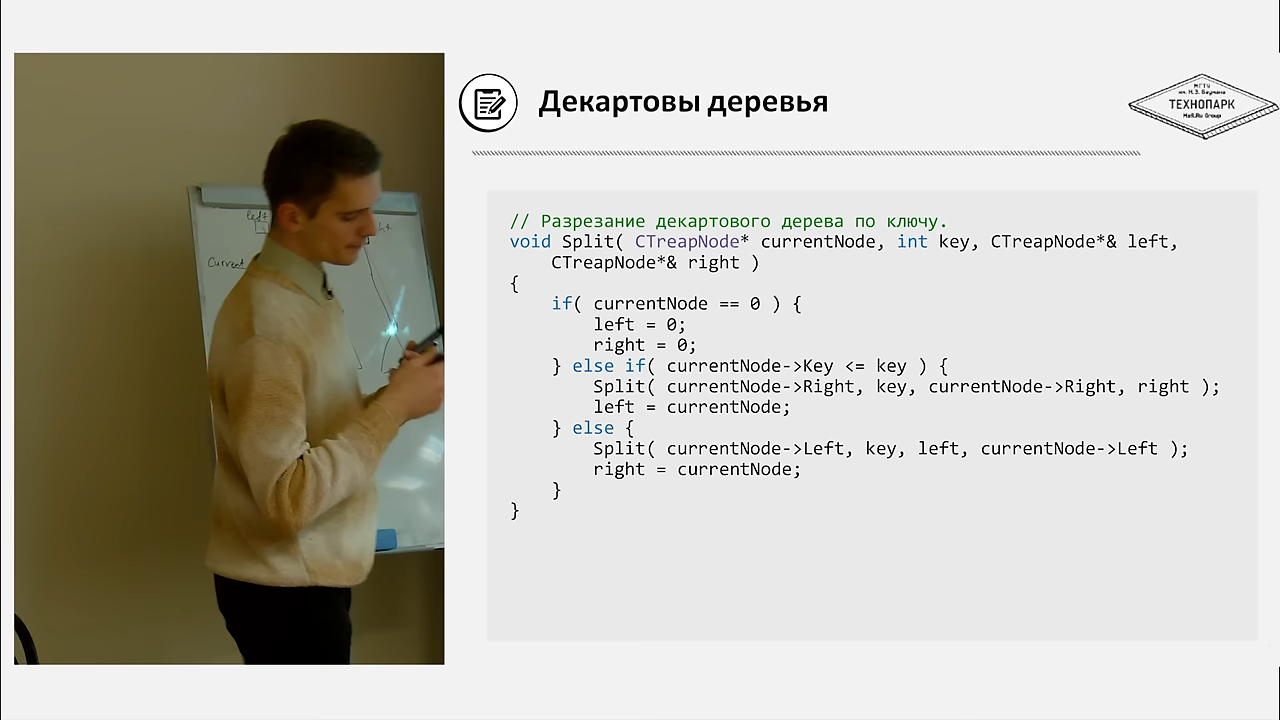 Декартовы деревья
МГТУ
им. Н.Э. Баумана
ТЕХНОПАРК
Mail.Ru Group
left
Current
// Разрезание декартового дерева по ключу.
void Split( CTreapNode* currentNode, int key, CTreapNode*& left,
    CTreapNode*& right )
{
    if( currentNode == 0 ) {
        left = 0;
        right = 0;
    } else if( currentNode->Key <= key ) {
        Split( currentNode->Right, key, currentNode->Right, right );
        left = currentNode;
    } else {
        Split( currentNode->Left, key, left, currentNode->Left );
        right = currentNode;
    }
}